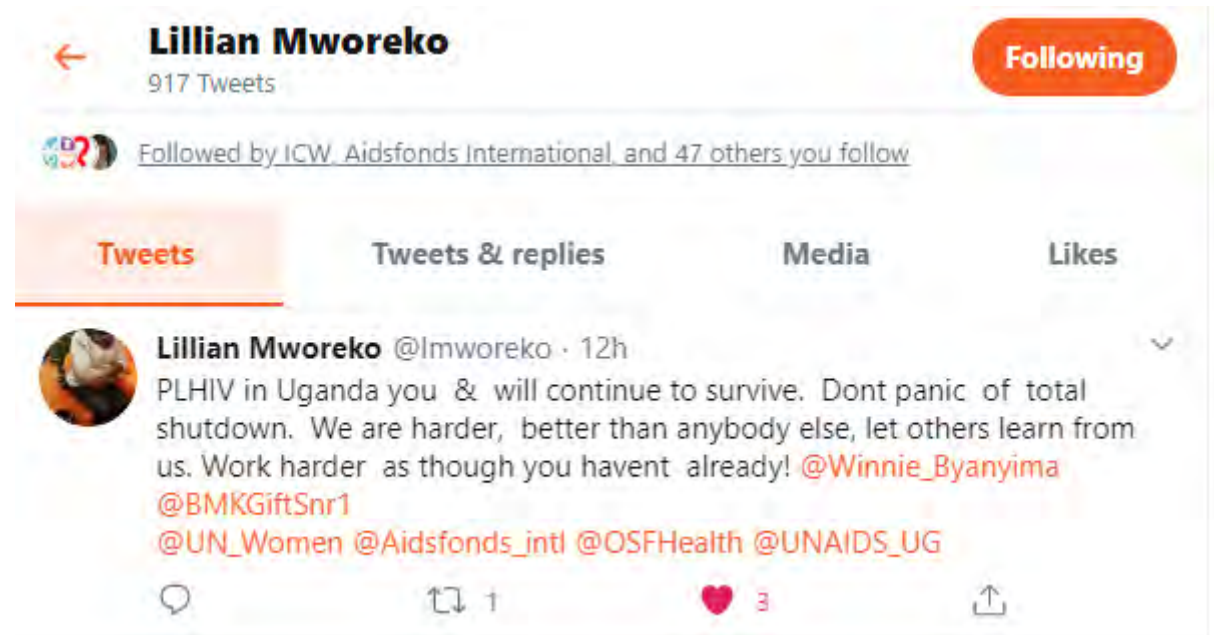 Lillian Mworeko
917 Tweets
Following
Followed by ICW, Aidsfonds International, and 47 others you follow
Tweets Tweets & replies Media Likes
Lillian Mworeko @lmworeko · 12h
PLHIV in Uganda you & will continue to survive. Dont panic of total
shutdown. We are harder, better than anybody else, let others learn from
us. Work harder as though you havent already! @Winnie_Byanyima
@BMKGiftSnr1
@UN_Women @Aidsfonds_intl @OSFHealth @UNAIDS_UG
1 3